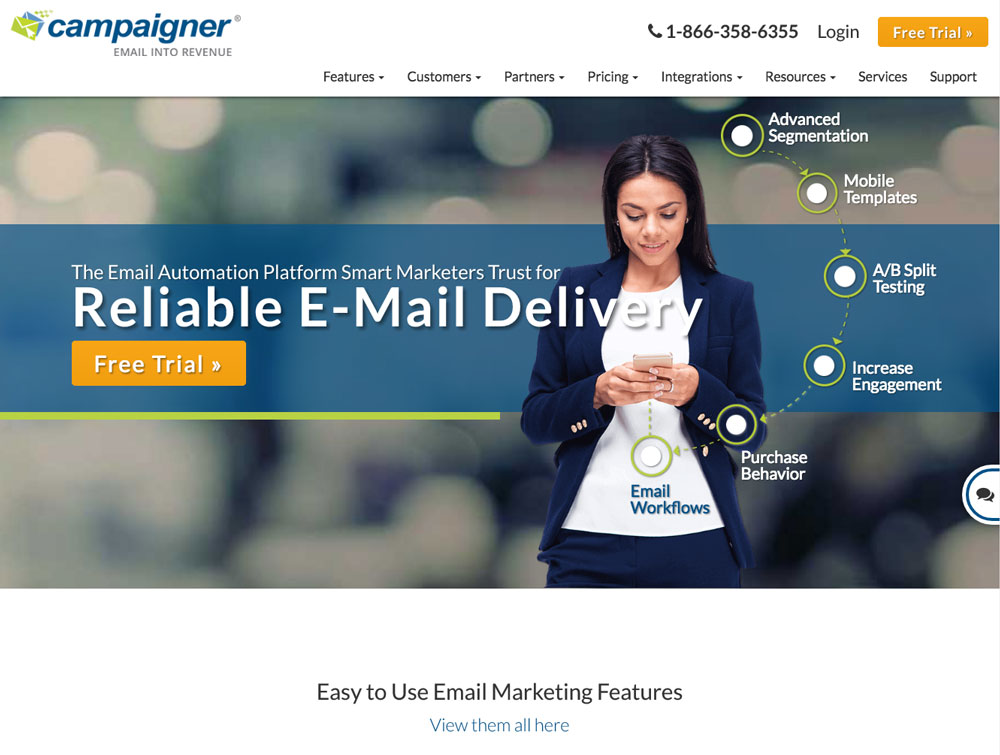 campaigner®
EMAIL INTO REVENUE
1-866-358-6355
Login
Free Trial »
Features
Customers
Partners
Pricing
Integrations
Resources
Services
Support
Advanced
Segmentation
Mobile
Templates
A/B Split
Testing
Increase
Engagement
Purchase
Behavior
Email
Workflows
The Email Automation Platform Smart Marketers Trust for
Reliable E-Mail Delivery
Free Trial »
Easy to Use Email Marketing Features
View them all here